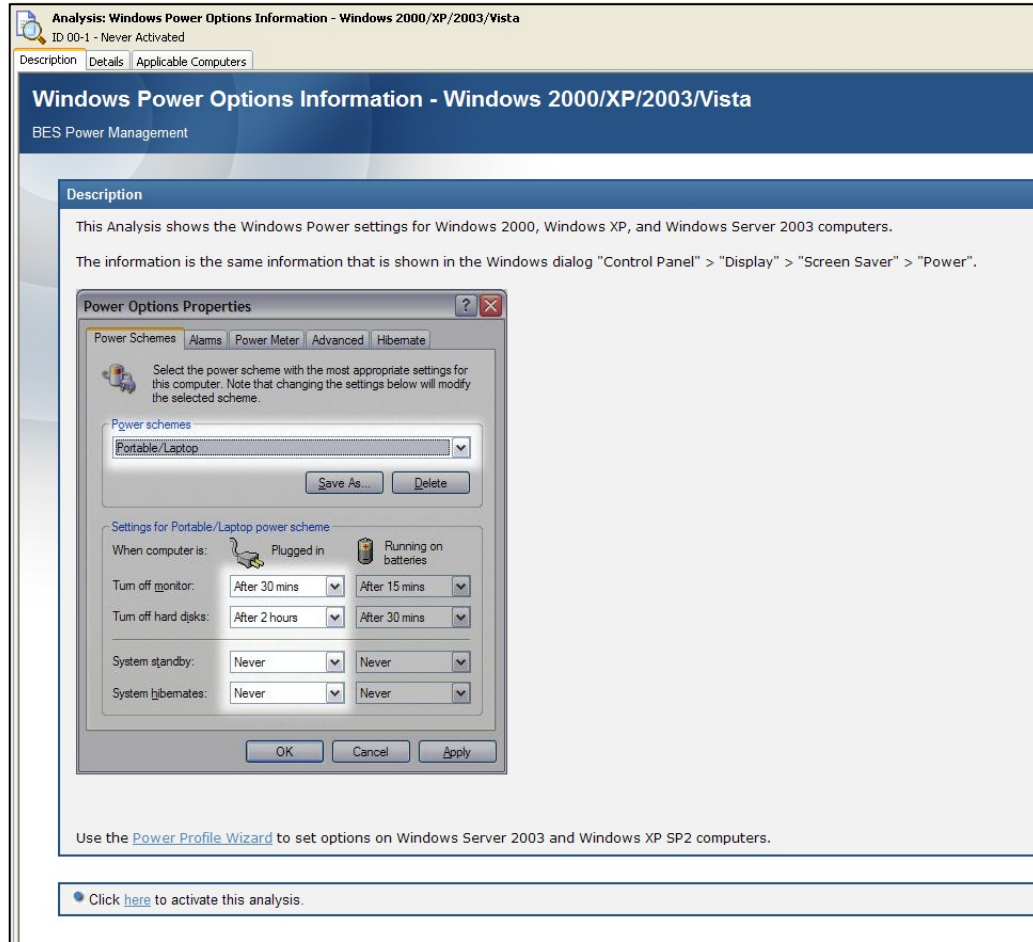 Analysis: Windows Power Options Information - Windows 2000/XP/2003/Vista
ID 00-1 - Never Activated
Description Details Applicable Computers
Windows Power Options Information - Windows 2000/XP/2003/Vista
BES Power Management
Description
This Analysis shows the Windows Power settings for Windows 2000, Windows XP, and Windows Server 2003 computers.
The information is the same information that is shown in the Windows dialog "Control Panel" > "Display" > "Screen Saver" > "Power".
Power Options Properties
Power Schemes Alarms Power Meter Advanced Hibernate
Select the power scheme with the most appropriate settings for
this computer. Note that changing the settings below will modify
the selected scheme.
Power schemes
Portable/Laptop
Save As... Delete
Settings for Portable/Laptop power scheme
When computer is: Plugged in Running on
batteries
Turn off monitor: After 30 mins After 15 mins
Turn off hard disks: After 2 hours After 30 mins
System standby: Never Never
System hibernates: Never Never
OK Cancel Apply
Use the Power Profile Wizard to set options on Windows Server 2003 and Windows XP SP2 computers.
Click here to activate this analysis.